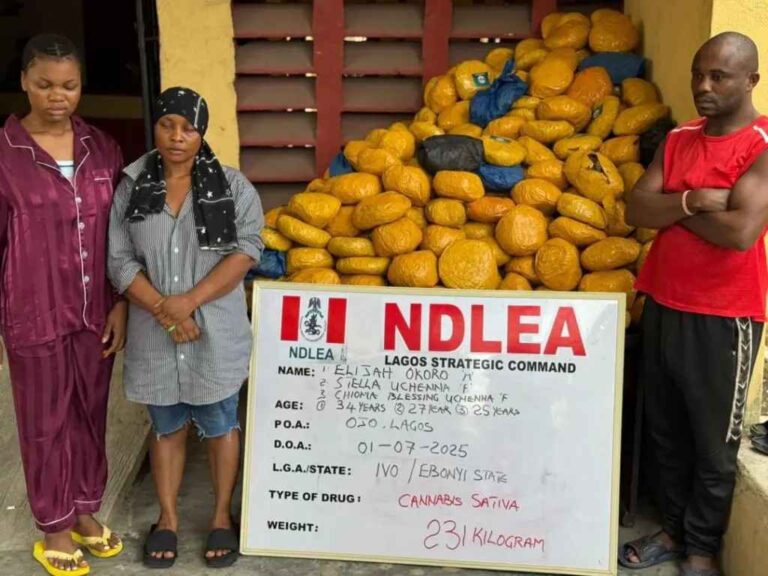 NDLEA
NDLEA
LAGOS STRATEGIC COMMAND
NAME: 1 ELIJAH OKORO 'M'
2 STELLA UCHENNA 'F'
3 CHIOMA BLESSING UCHENNA 'F
AGE: ① 34 YEARS ② 27 YEAR ③ 25 YEARS
P.O.A.: OJO-LAGOS
D.O.A.: 01-07-2025
L.G.A./STATE: IVO / EBONYI STATE
TYPE OF DRUG: CANNABIS SATIVA
WEIGHT: 231 KILOGRAM